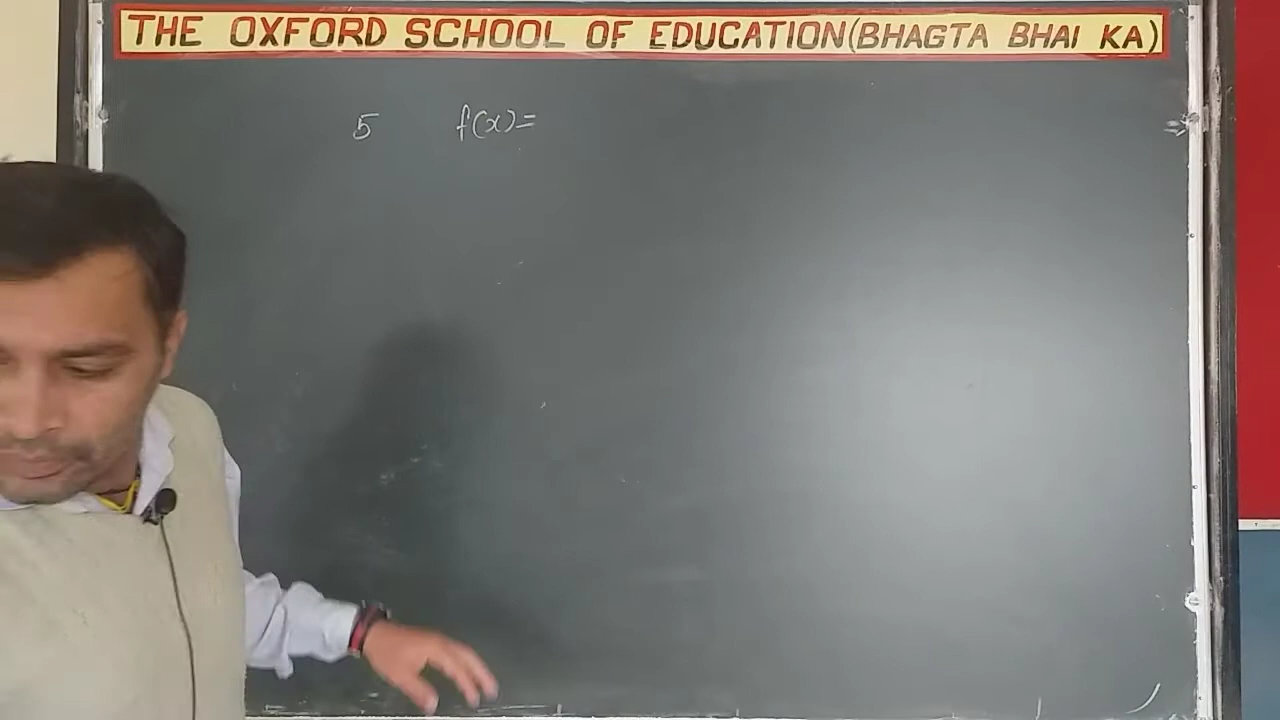 THE OXFORD SCHOOL OF EDUCATION(BHAGTA BHAI KA)
5 f(x)=